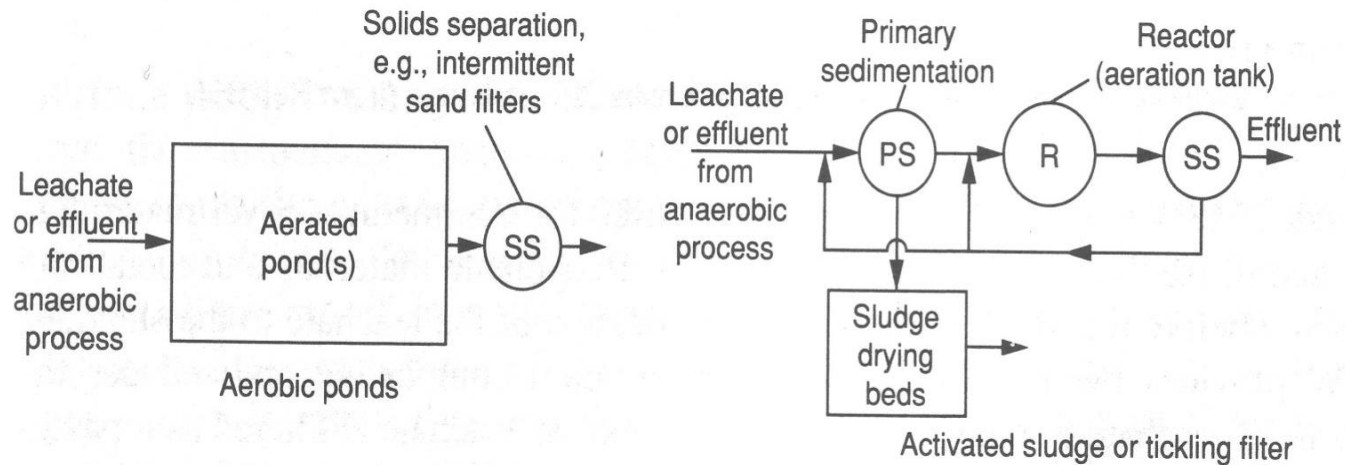 Solids separation,
e.g., intermittent
sand filters
Leachate
or effluent
from
anaerobic
process
Aerated
pond(s)
SS
Aerobic ponds
Primary
sedimentation
Reactor
(aeration tank)
Leachate
or effluent
from
anaerobic
process
PS
R
SS
Effluent
Sludge
drying
beds
Activated sludge or tickling filter